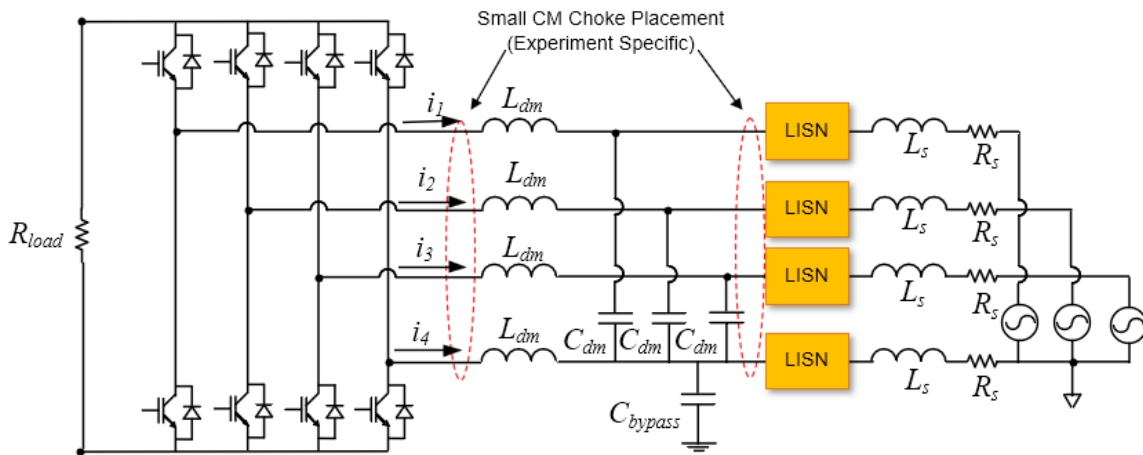 Small CM Choke Placement
(Experiment Specific)
i1
Ldm
LISN
Ls
Rs
i2
Ldm
LISN
Ls
Rs
Rload
i3
Ldm
LISN
Ls
Rs
i4
Ldm
Cdm
Cdm
Cdm
LISN
Ls
Rs
Cbypass